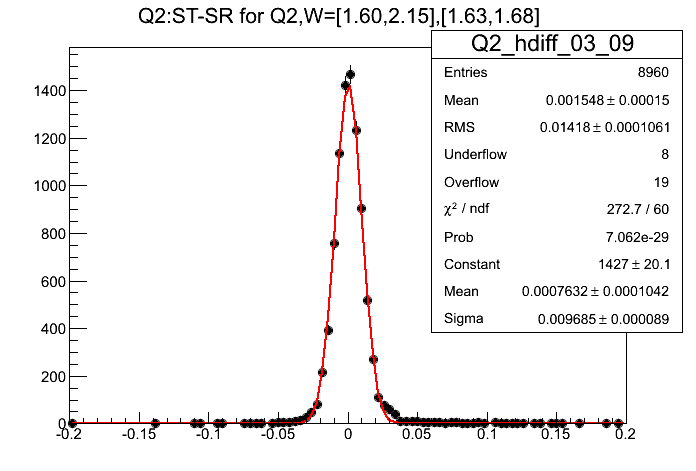 Q2:ST-SR for Q2,W=[1.60,2.15],[1.63,1.68]
Q2_hdiff_03_09
Entries 8960
Mean 0.001548 ± 0.00015
RMS 0.01418 ± 0.0001061
Underflow 8
Overflow 19
χ² / ndf 272.7 / 60
Prob 7.062e-29
Constant 1427 ± 20.1
Mean 0.0007632 ± 0.0001042
Sigma 0.009685 ± 0.000089
1400
1200
1000
800
600
400
200
0
-0.2 -0.15 -0.1 -0.05 0 0.05 0.1 0.15 0.2